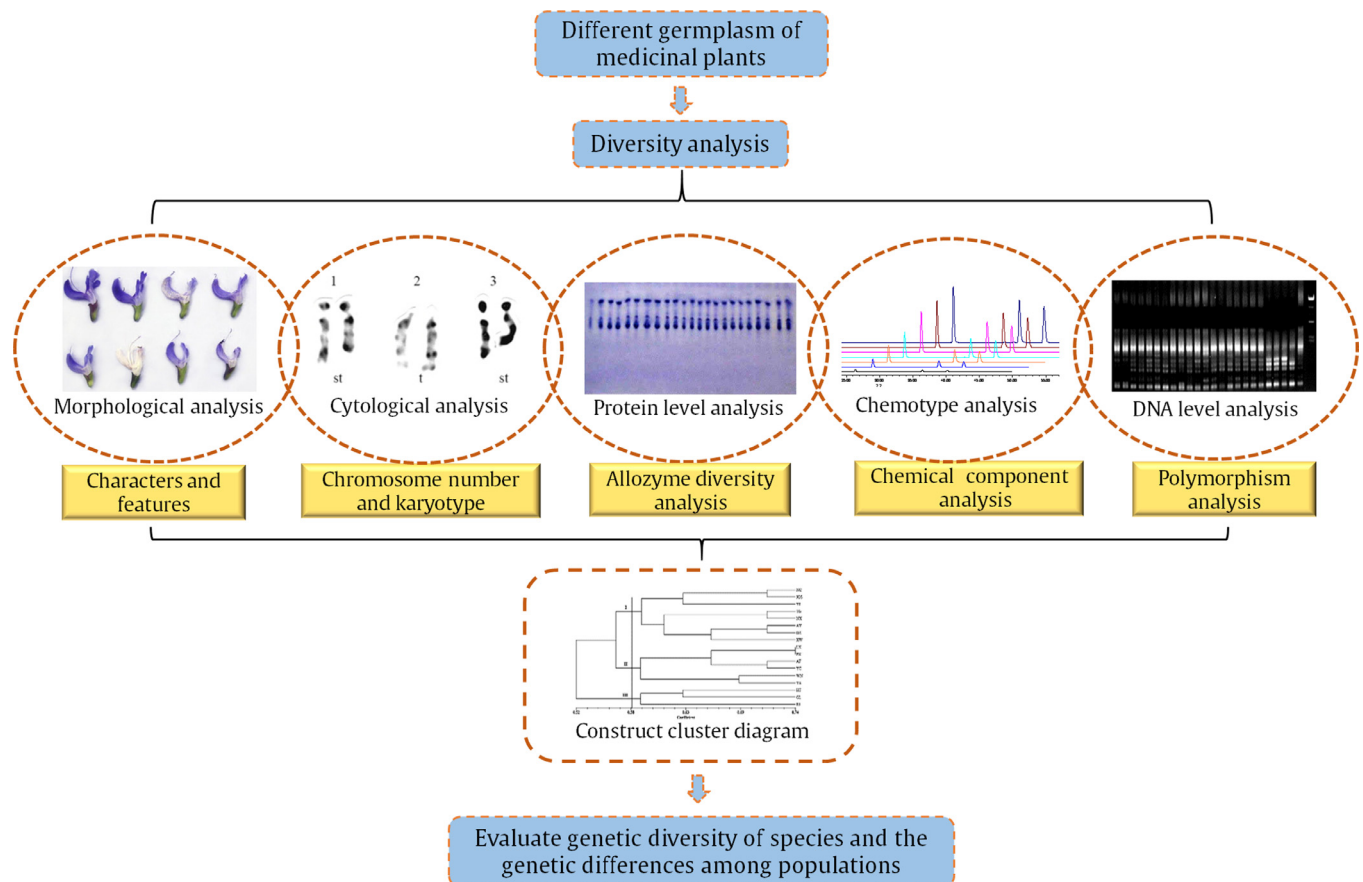 Different germplasm of
medicinal plants
Diversity analysis
1
2
3
st
t
st
Morphological analysis
Cytological analysis
Protein level analysis
Chemotype analysis
DNA level analysis
Characters and
features
Chromosome number
and karyotype
Allozyme diversity
analysis
Chemical component
analysis
Polymorphism
analysis
I
II
III
Construct cluster diagram
Evaluate genetic diversity of species and the
genetic differences among populations